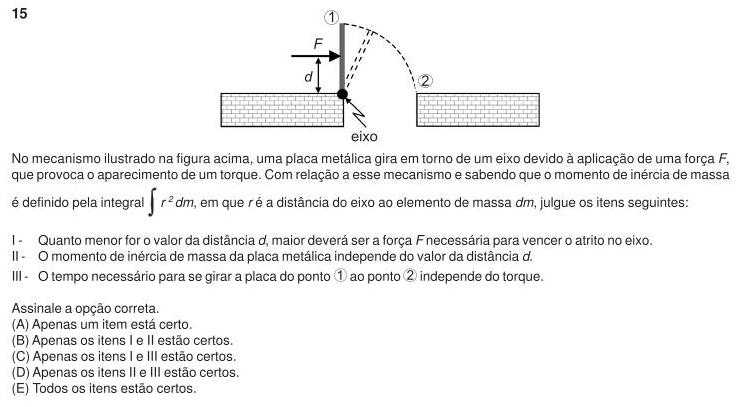 15
①
F
d
②
eixo
No mecanismo ilustrado na figura acima, uma placa metálica gira em torno de um eixo devido à aplicação de uma força F,
que provoca o aparecimento de um torque. Com relação a esse mecanismo e sabendo que o momento de inércia de massa
é definido pela integral ∫ r² dm, em que r é a distância do eixo ao elemento de massa dm, julgue os itens seguintes:
I - Quanto menor for o valor da distância d, maior deverá ser a força F necessária para vencer o atrito no eixo.
II - O momento de inércia de massa da placa metálica independe do valor da distância d.
III - O tempo necessário para se girar a placa do ponto ① ao ponto ② independe do torque.
Assinale a opção correta.
(A) Apenas um item está certo.
(B) Apenas os itens I e II estão certos.
(C) Apenas os itens I e III estão certos.
(D) Apenas os itens II e III estão certos.
(E) Todos os itens estão certos.